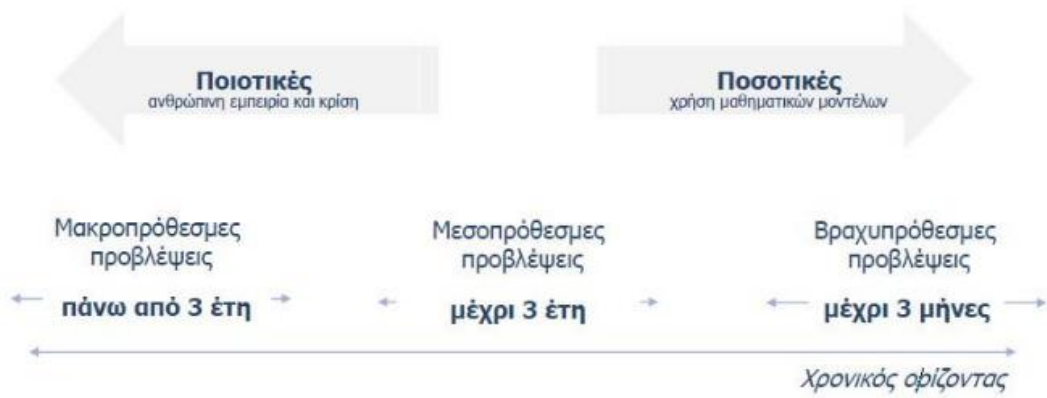 Ποιοτικές
ανθρώπινη εμπειρία και κρίση
Ποσοτικές
χρήση μαθηματικών μοντέλων
Μακροπρόθεσμες
προβλέψεις
πάνω από 3 έτη
Μεσοπρόθεσμες
προβλέψεις
μέχρι 3 έτη
Βραχυπρόθεσμες
προβλέψεις
μέχρι 3 μήνες
Χρονικός ορίζοντας